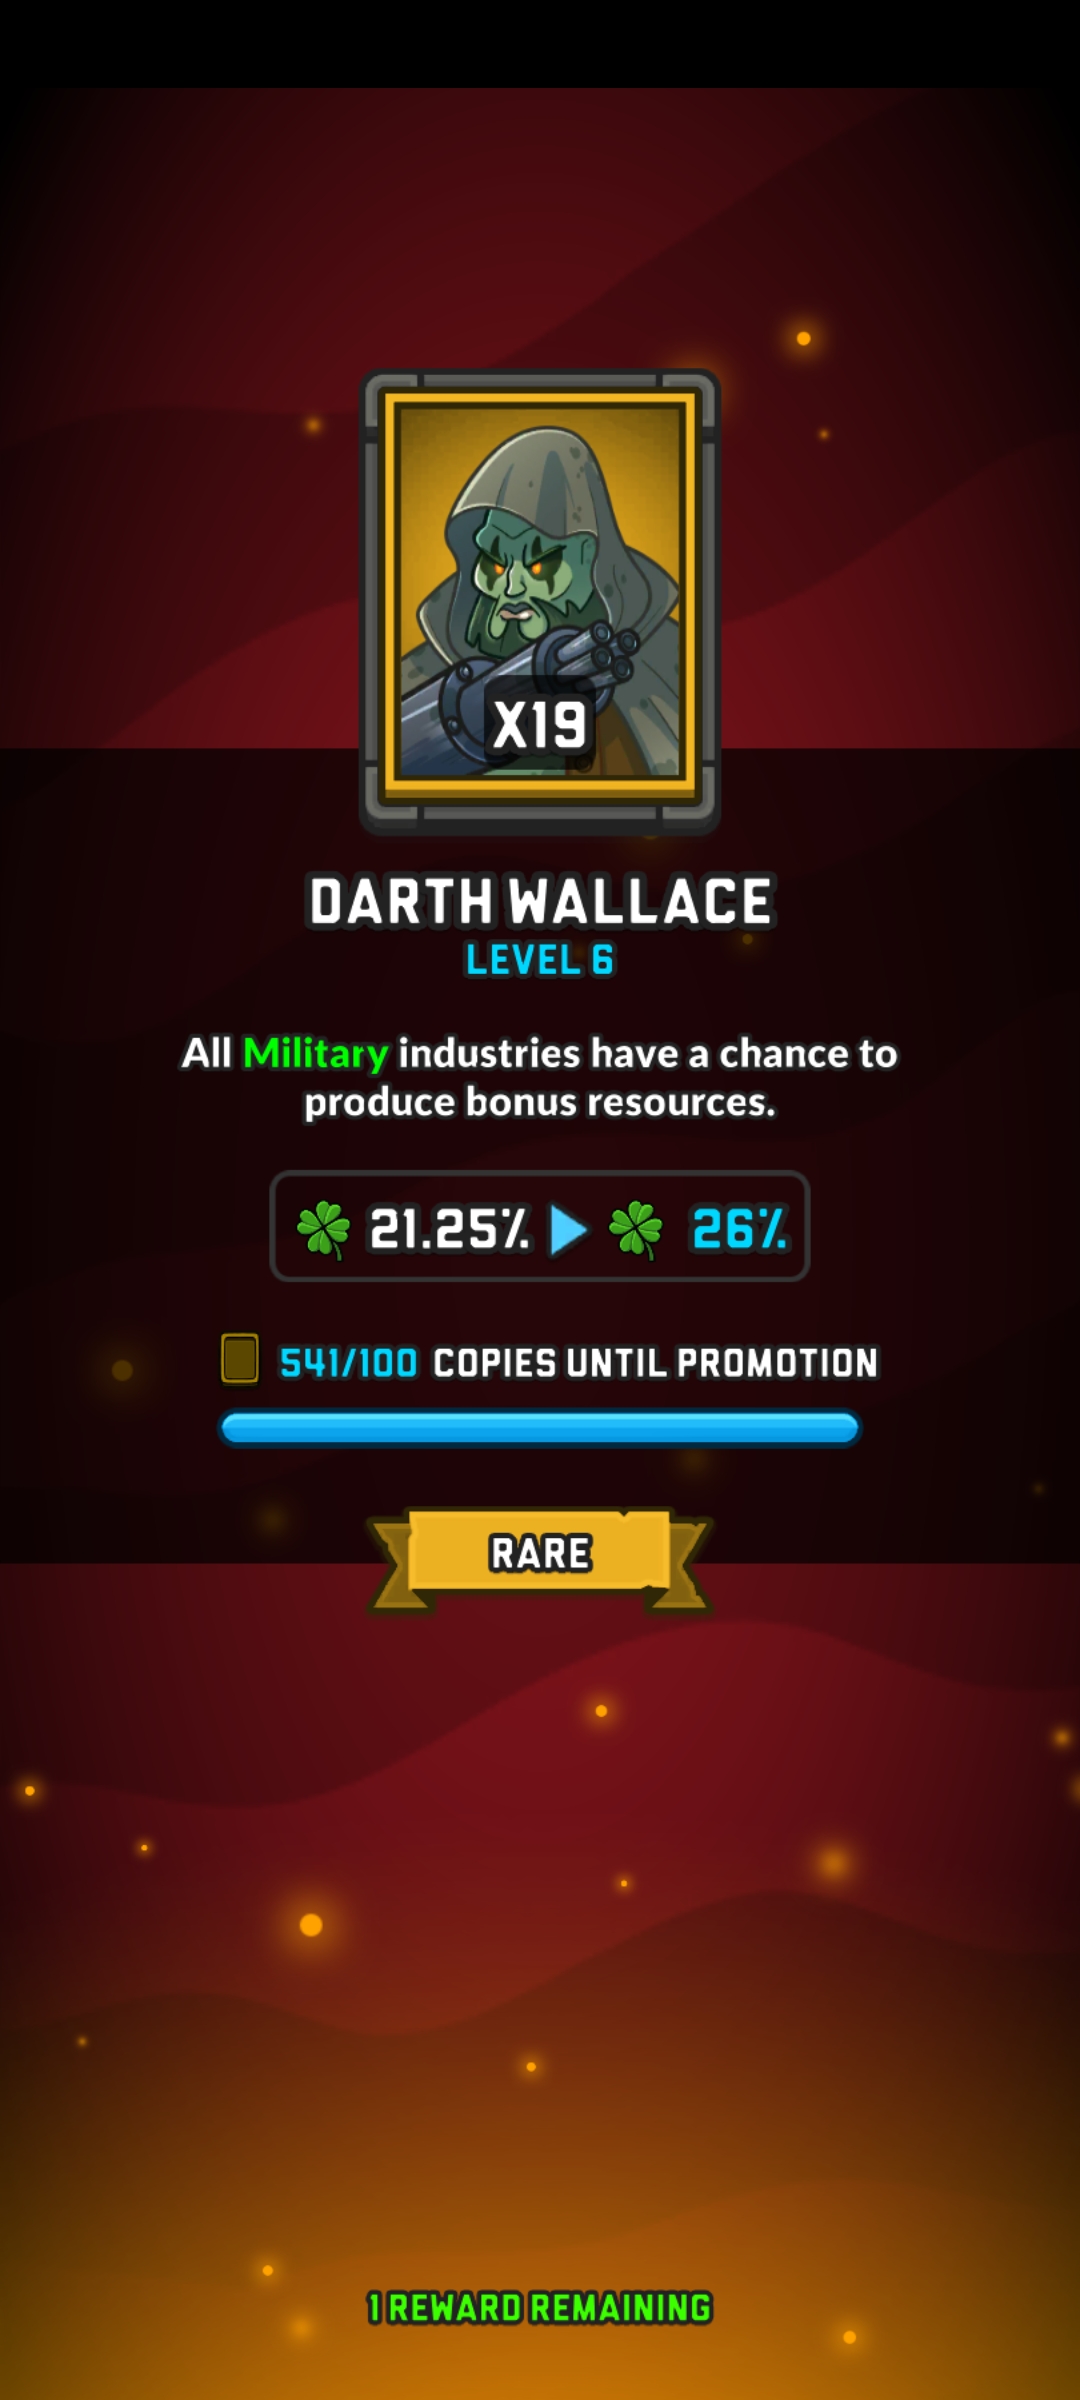 X19
DARTH WALLACE
LEVEL 6
All Military industries have a chance to
produce bonus resources.
21.25% 26%
541/100 COPIES UNTIL PROMOTION
RARE
1 REWARD REMAINING